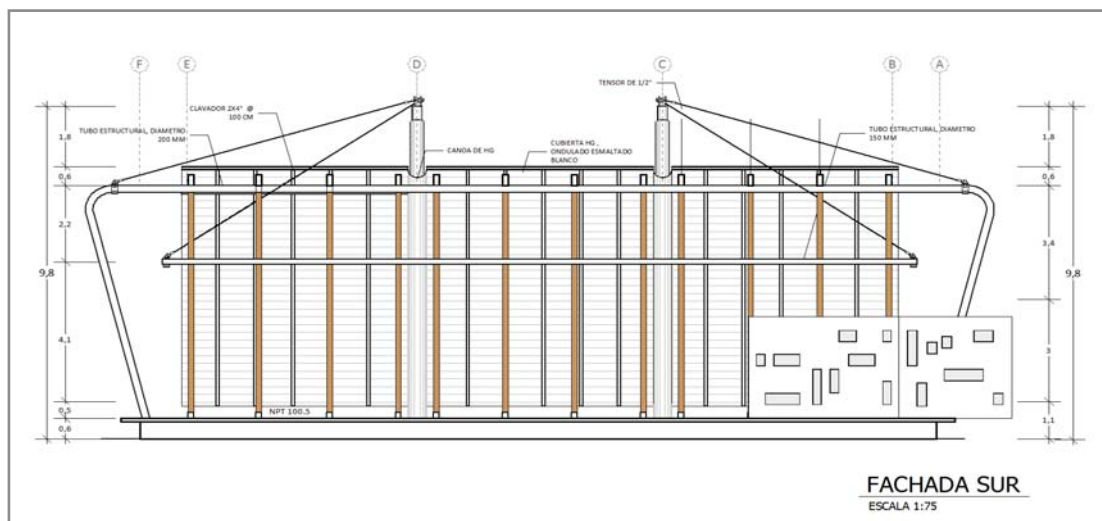 F E D C B A
TENSOR DE 1/2"
CLAVADOR 2X4" @
100 CM
TUBO ESTRUCTURAL, DIAMETRO
200 MM
CANOA DE HG
CUBIERTA HG ,
ONDULADO ESMALTADO
BLANCO
TUBO ESTRUCTURAL, DIAMETRO
150 MM
1,8
0,6
2,2
9,8
4,1
0,5
0,6
1,8
0,6
3,4
9,8
3
1,1
NPT 100.5
FACHADA SUR
ESCALA 1:75